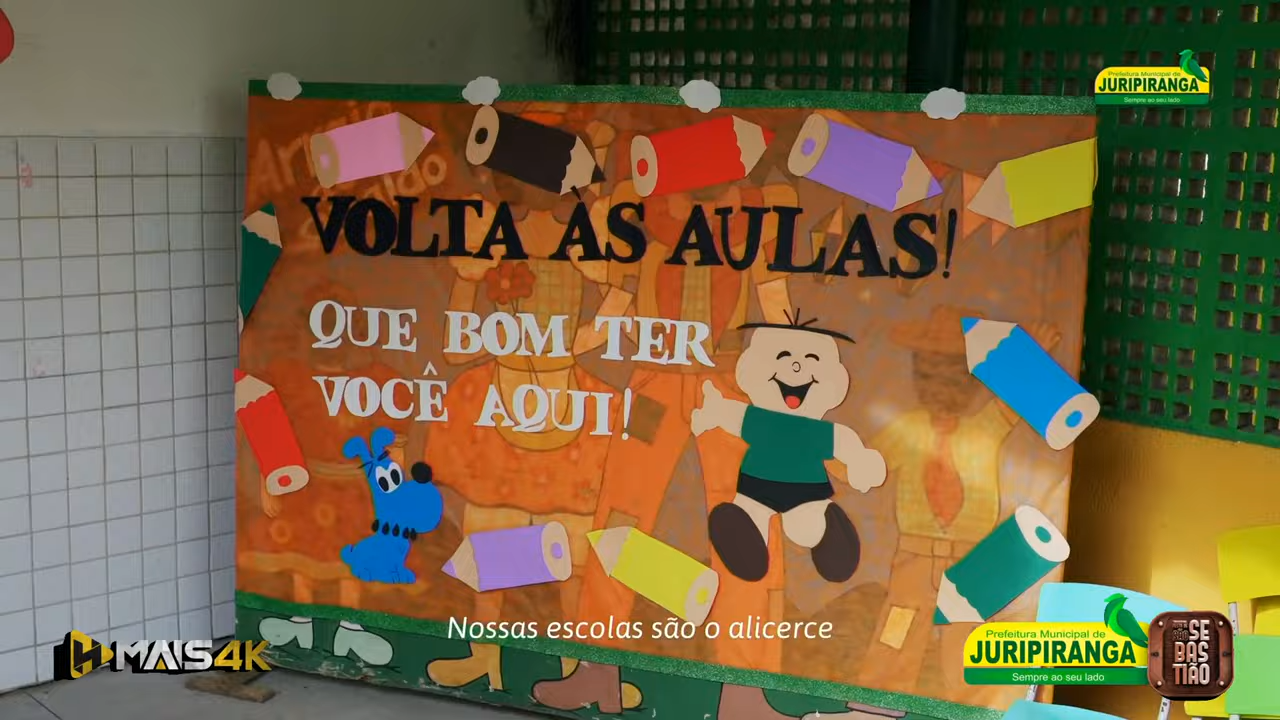 Prefeitura Municipal de
JURIPIRANGA
Sempre ao seu lado
VOLTA ÀS AULAS!
QUE BOM TER
VOCÊ AQUI!
Nossas escolas são o alicerce
MAIS4K
Prefeitura Municipal de
JURIPIRANGA
Sempre ao seu lado
SE
BAS
TIÃO